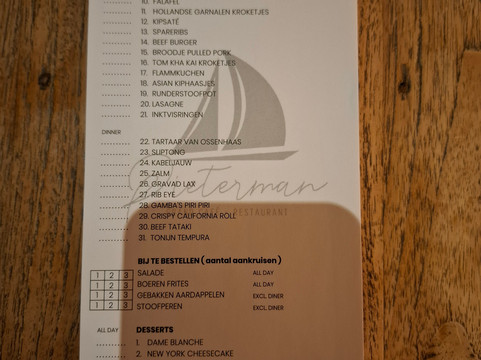 10. FALAFEL
11. HOLLANDSE GARNALEN KROKETJES
12. KIPSATÉ
13. SPARERIBS
14. BEEF BURGER
15. BROODJE PULLED PORK
16. TOM KHA KAI KROKETJES
17. FLAMMKUCHEN
18. ASIAN KIPHAASJES
19. RUNDERSTOOFPOT
20. LASAGNE
21. INKTVISRINGEN
DINNER
22. TARTAAR VAN OSSENHAAS
23. SLIPTONG
24. KABELJAUW
25. ZALM
26. GRAVAD LAX
27. RIB EYE
28. GAMBA'S PIRI PIRI
29. CRISPY CALIFORNIA ROLL
30. BEEF TATAKI
31. TONIJN TEMPURA
Pieterman
RESTAURANT
BIJ TE BESTELLEN ( aantal aankruisen )
1 2 3 SALADE ALL DAY
1 2 3 BOEREN FRITES ALL DAY
1 2 3 GEBAKKEN AARDAPPELEN EXCL. DINER
1 2 3 STOOFPEREN EXCL. DINER
ALL DAY DESSERTS
1. DAME BLANCHE
2. NEW YORK CHEESECAKE